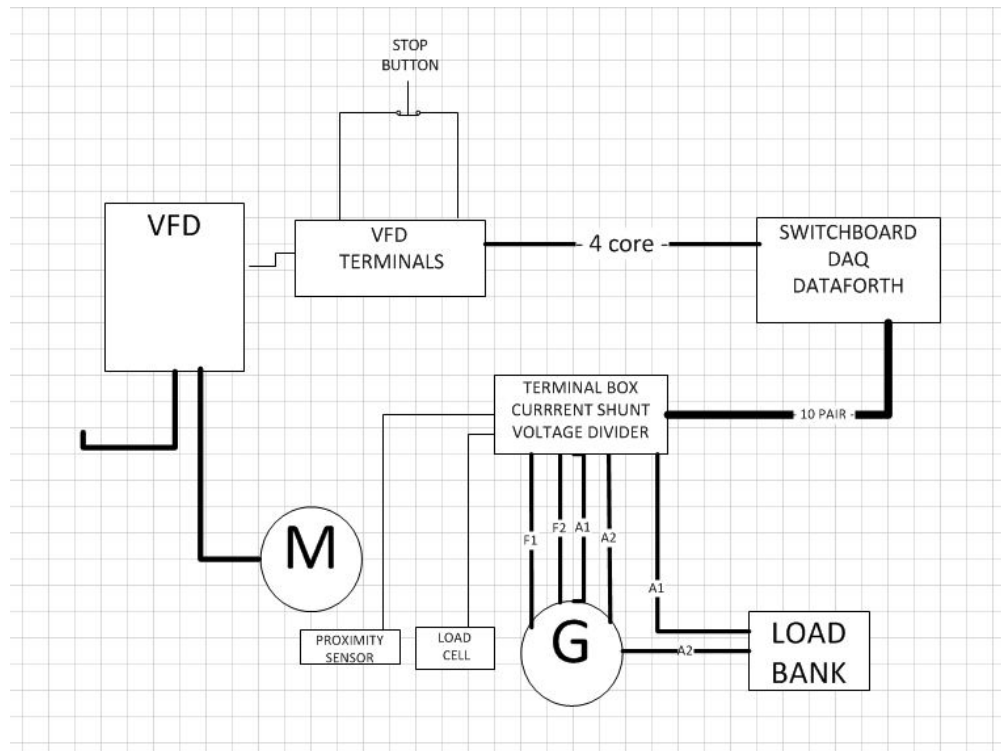 STOP
BUTTON
VFD
VFD
TERMINALS
- 4 core -
SWITCHBOARD
DAQ
DATAFORTH
TERMINAL BOX
CURRRENT SHUNT
VOLTAGE DIVIDER
- 10 PAIR -
F1
F2
A1
A2
A1
M
PROXIMITY
SENSOR
LOAD
CELL
G
A2
LOAD
BANK